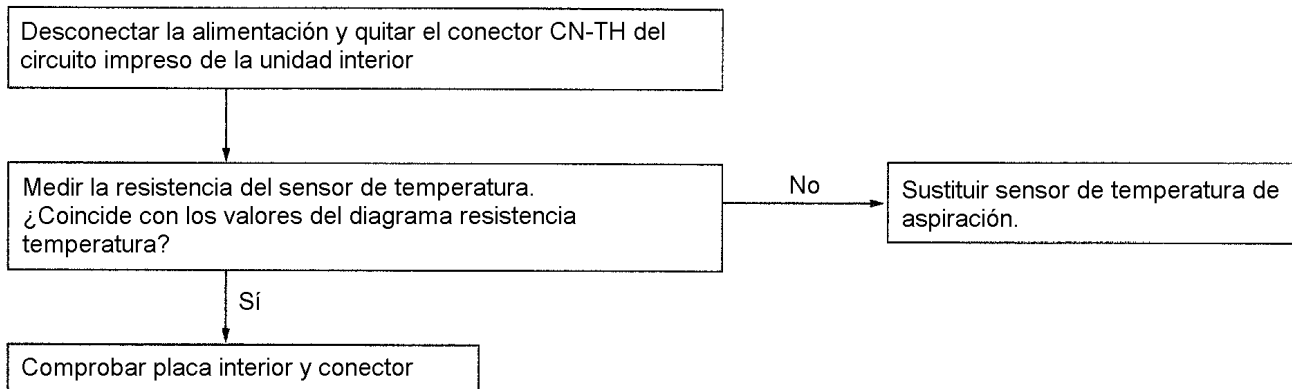 Desconectar la alimentación y quitar el conector CN-TH del
circuito impreso de la unidad interior
Medir la resistencia del sensor de temperatura.
¿Coincide con los valores del diagrama resistencia
temperatura?
No
Sustituir sensor de temperatura de
aspiración.
Sí
Comprobar placa interior y conector